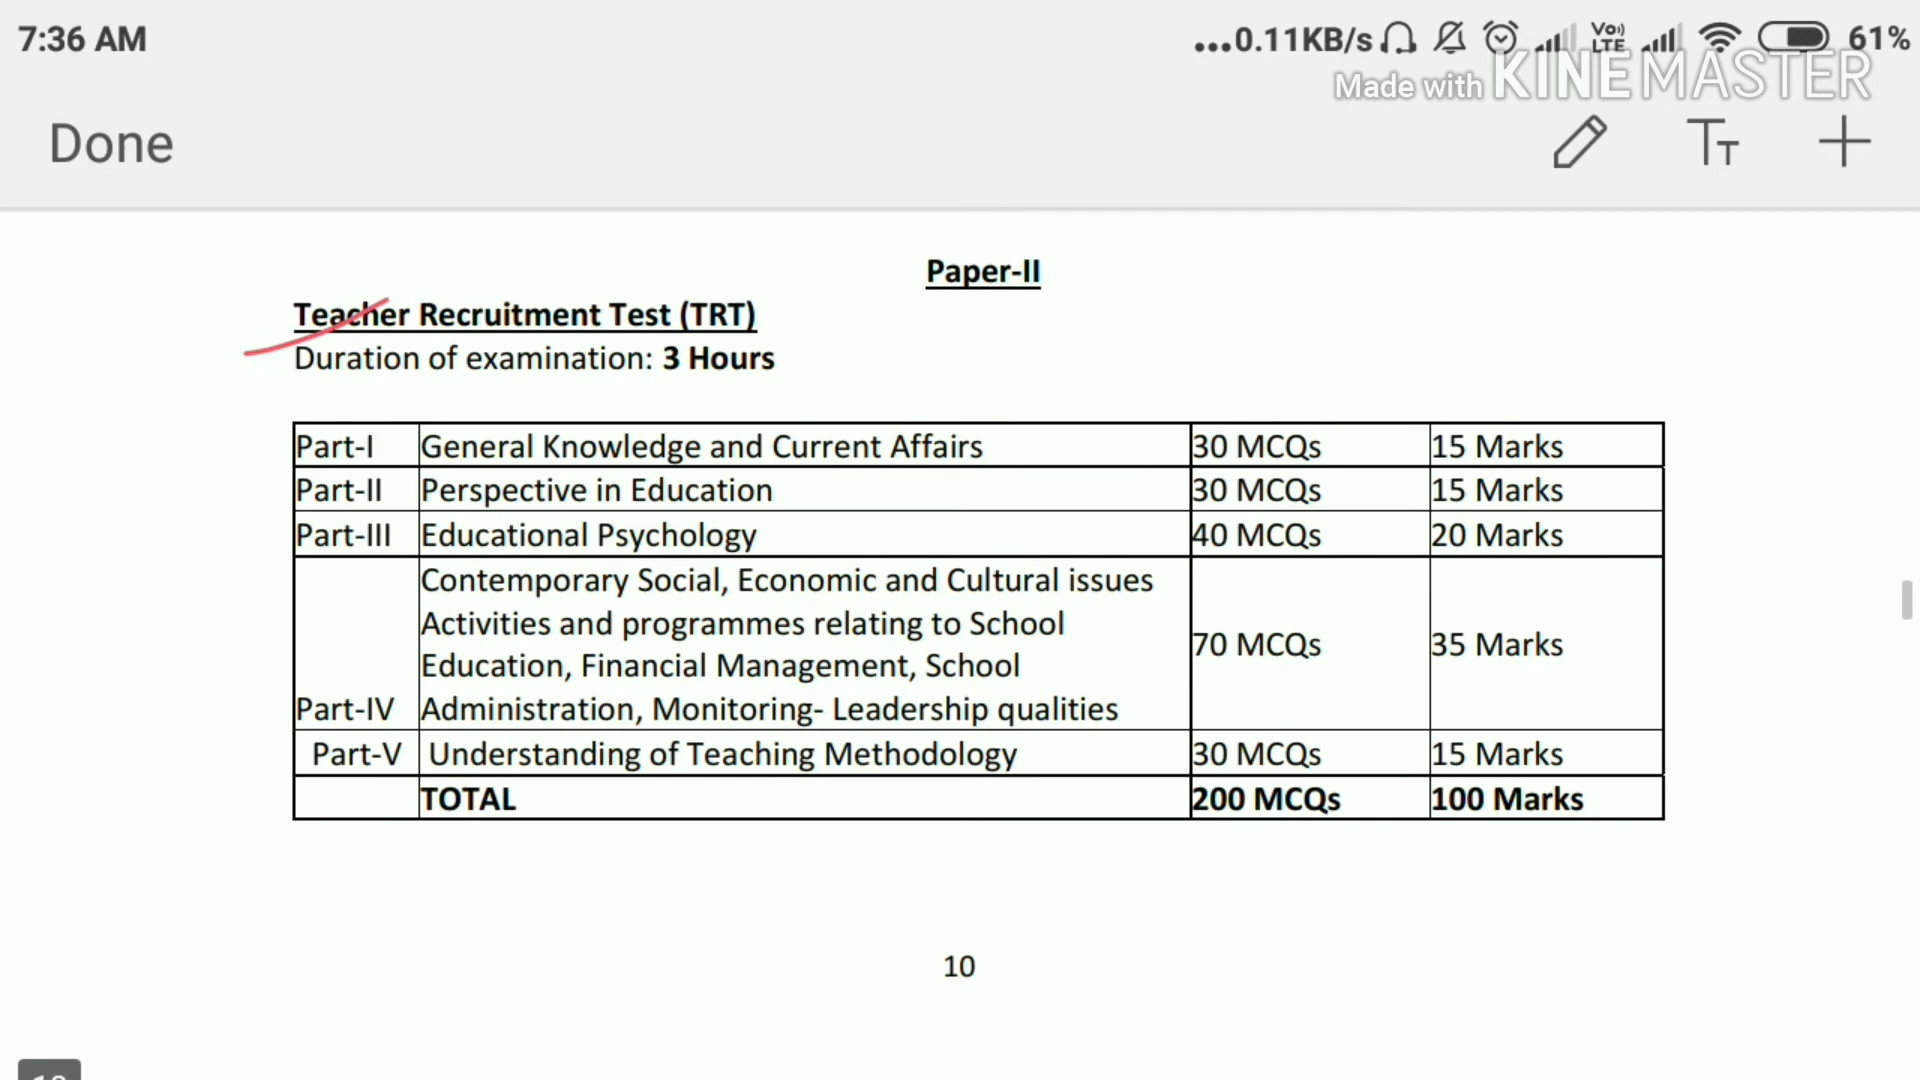 7:36 AM
...0.11KB/s Vo)) LTE 61%
Made with KINEMASTER
Done
TT
Paper-II
Teacher Recruitment Test (TRT)
Duration of examination: 3 Hours
Part-I General Knowledge and Current Affairs 30 MCQs 15 Marks
Part-II Perspective in Education 30 MCQs 15 Marks
Part-III Educational Psychology 40 MCQs 20 Marks
Contemporary Social, Economic and Cultural issues
Activities and programmes relating to School
Education, Financial Management, School
70 MCQs 35 Marks
Part-IV Administration, Monitoring- Leadership qualities
Part-V Understanding of Teaching Methodology 30 MCQs 15 Marks
TOTAL 200 MCQs 100 Marks
10